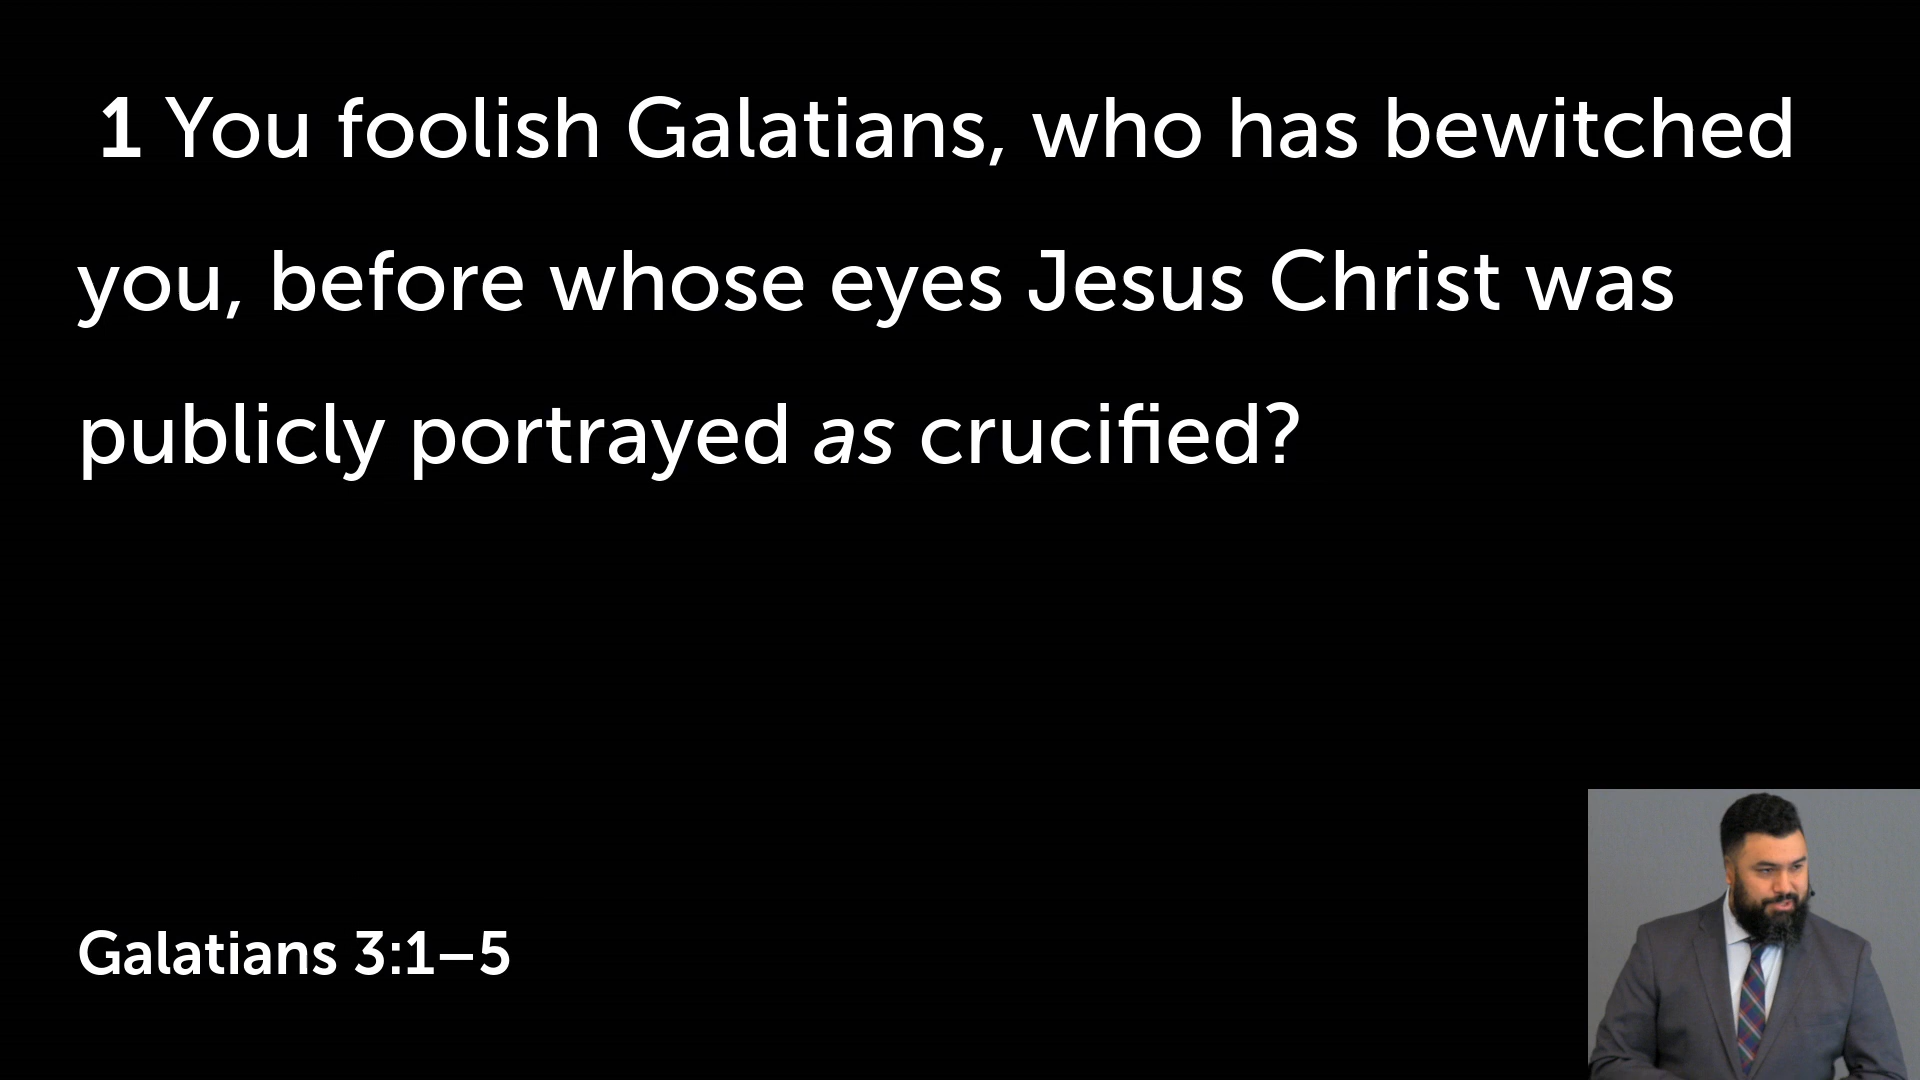 1 You foolish Galatians, who has bewitched
you, before whose eyes Jesus Christ was
publicly portrayed as crucified?
Galatians 3:1–5